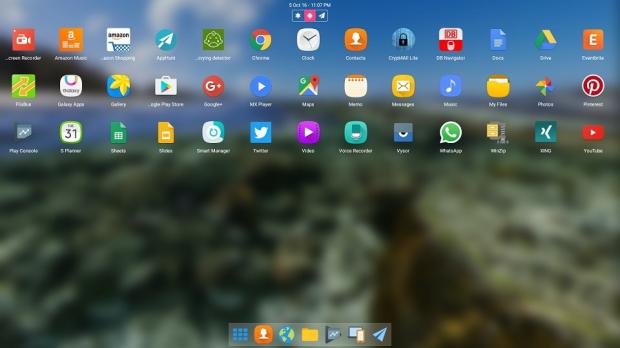 5 Oct 16 - 11:07 PM
...creen Recorder
Amazon Music
amazon
...azon Shopping
AppHunt
...oying detector
Chrome
Clock
Contacts
CryptAll Lite
DB
DB Navigator
Docs
Drive
Eventbrite
FlixBus
Galaxy
Galaxy Apps
Gallery
...ogle Play Store
G+
Google+
MX Player
Maps
Memo
Messages
Music
My Files
Photos
Pinterest
Play Console
31
S Planner
Sheets
Slides
Smart Manager
Twitter
Video
Voice Recorder
Vysor
WhatsApp
WinZip
XING
YouTube